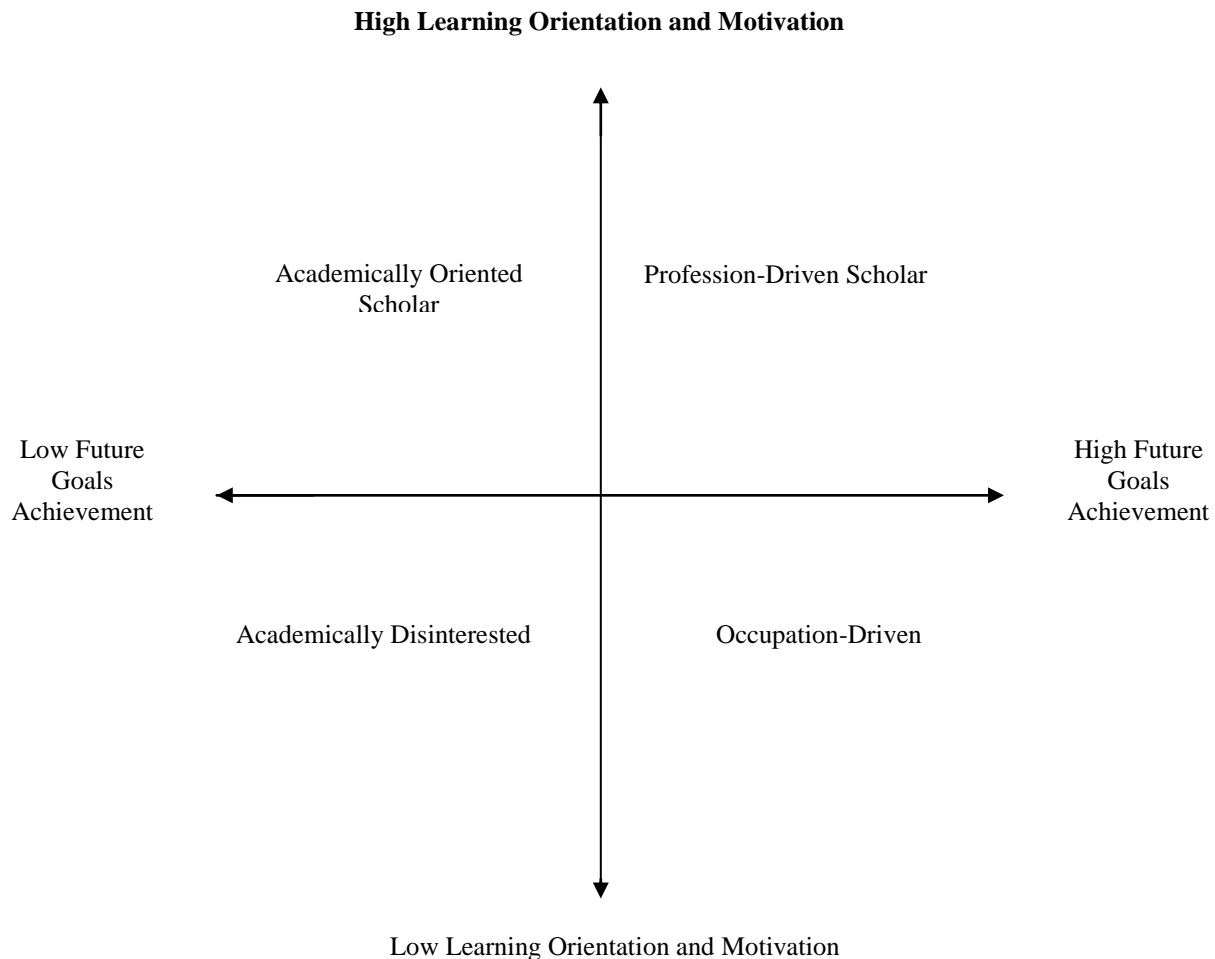 High Learning Orientation and Motivation
Academically Oriented
Scholar
Profession-Driven Scholar
Low Future
Goals
Achievement
High Future
Goals
Achievement
Academically Disinterested
Occupation-Driven
Low Learning Orientation and Motivation